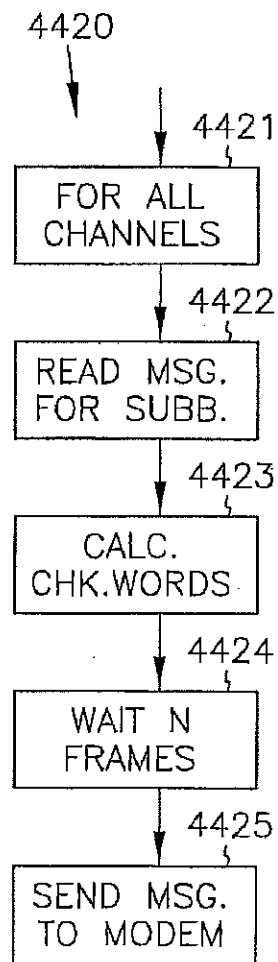 4420
4421
FOR ALL
CHANNELS
4422
READ MSG.
FOR SUBB.
4423
CALC.
CHK.WORDS
4424
WAIT N
FRAMES
4425
SEND MSG.
TO MODEM